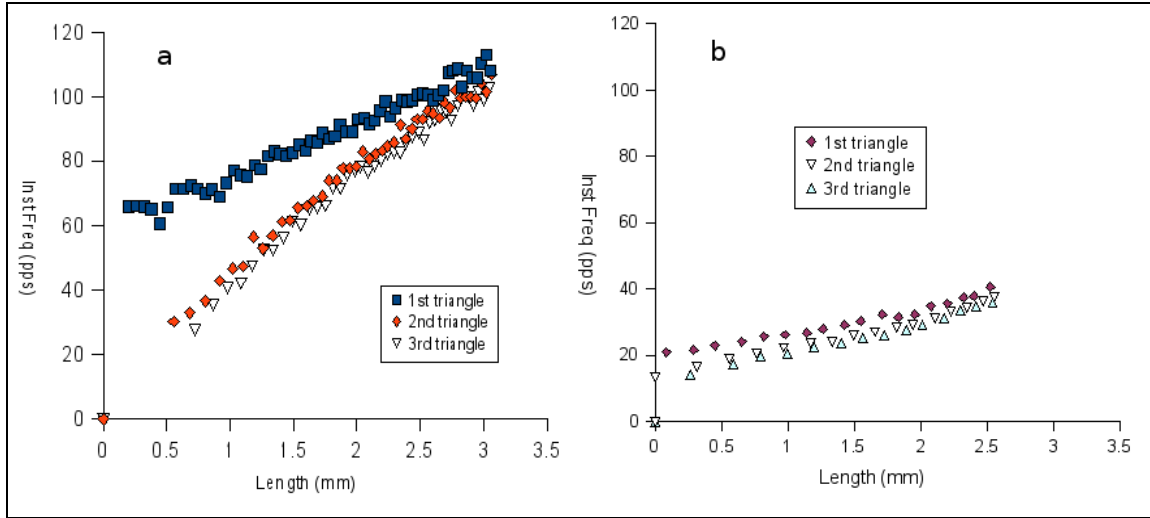 a
120
100
80
60
40
20
0
InstFreq (pps)
1st triangle
2nd triangle
3rd triangle
0 0.5 1 1.5 2 2.5 3 3.5
Length (mm)
b
120
100
80
60
40
20
0
Inst Freq (pps)
1st triangle
2nd triangle
3rd triangle
0 0.5 1 1.5 2 2.5 3 3.5
Length (mm)